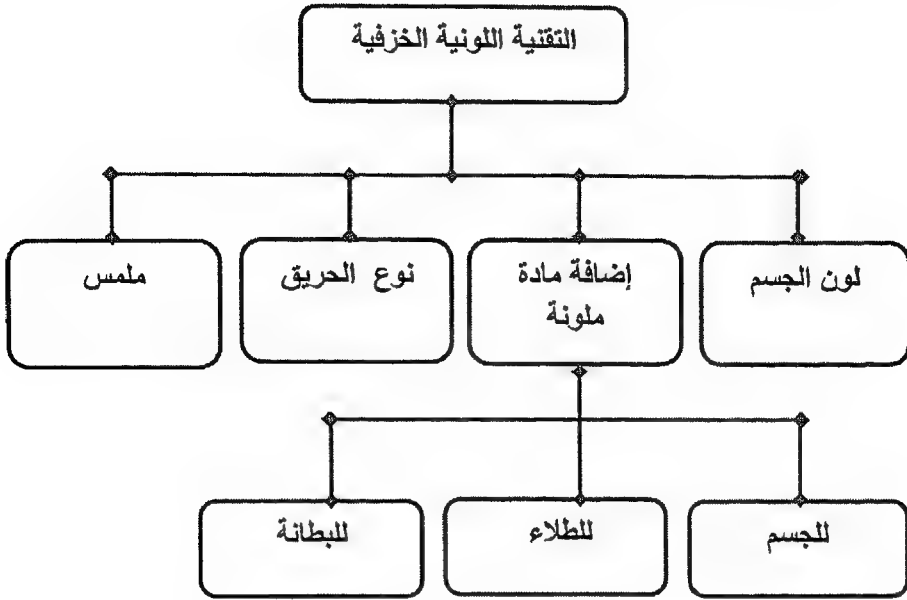 التقنية اللونية الخزفية
لون الجسم
إضافة مادة
ملونة
نوع الحريق
ملمس
للجسم
للطلاء
للبطانة